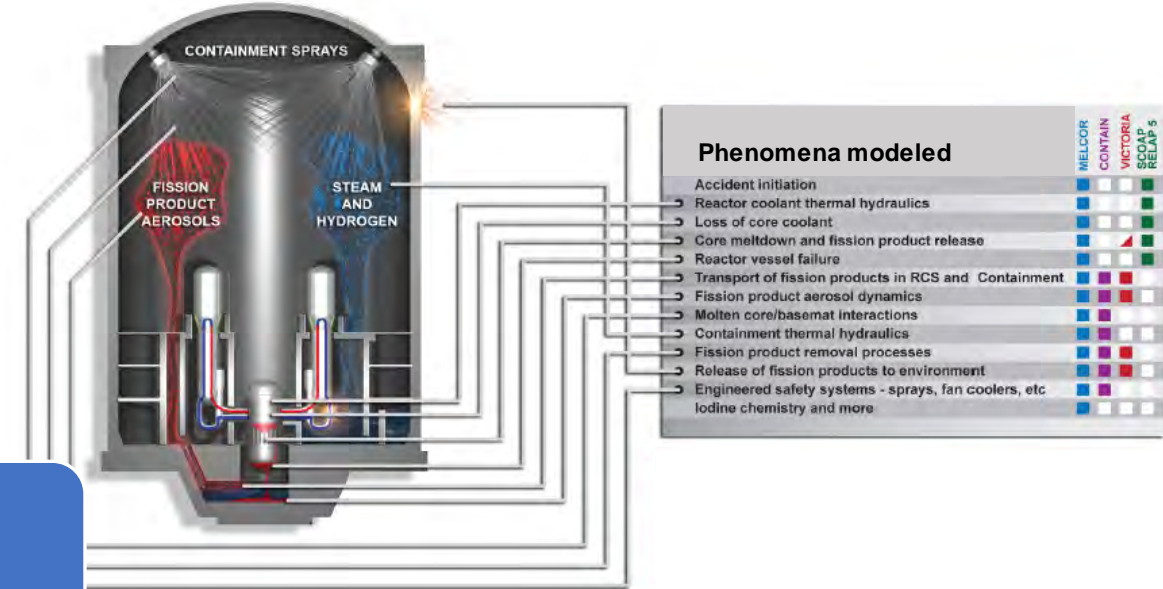 CONTAINMENT SPRAYS
FISSION
PRODUCT
AEROSOLS
STEAM
AND
HYDROGEN
Phenomena modeled
MELCOR
CONTAIN
VICTORIA
SCDAP
RELAP 5
Accident initiation
Reactor coolant thermal hydraulics
Loss of core coolant
Core meltdown and fission product release
Reactor vessel failure
Transport of fission products in RCS and Containment
Fission product aerosol dynamics
Molten core/basemat interactions
Containment thermal hydraulics
Fission product removal processes
Release of fission products to environment
Engineered safety systems - sprays, fan coolers, etc
Iodine chemistry and more